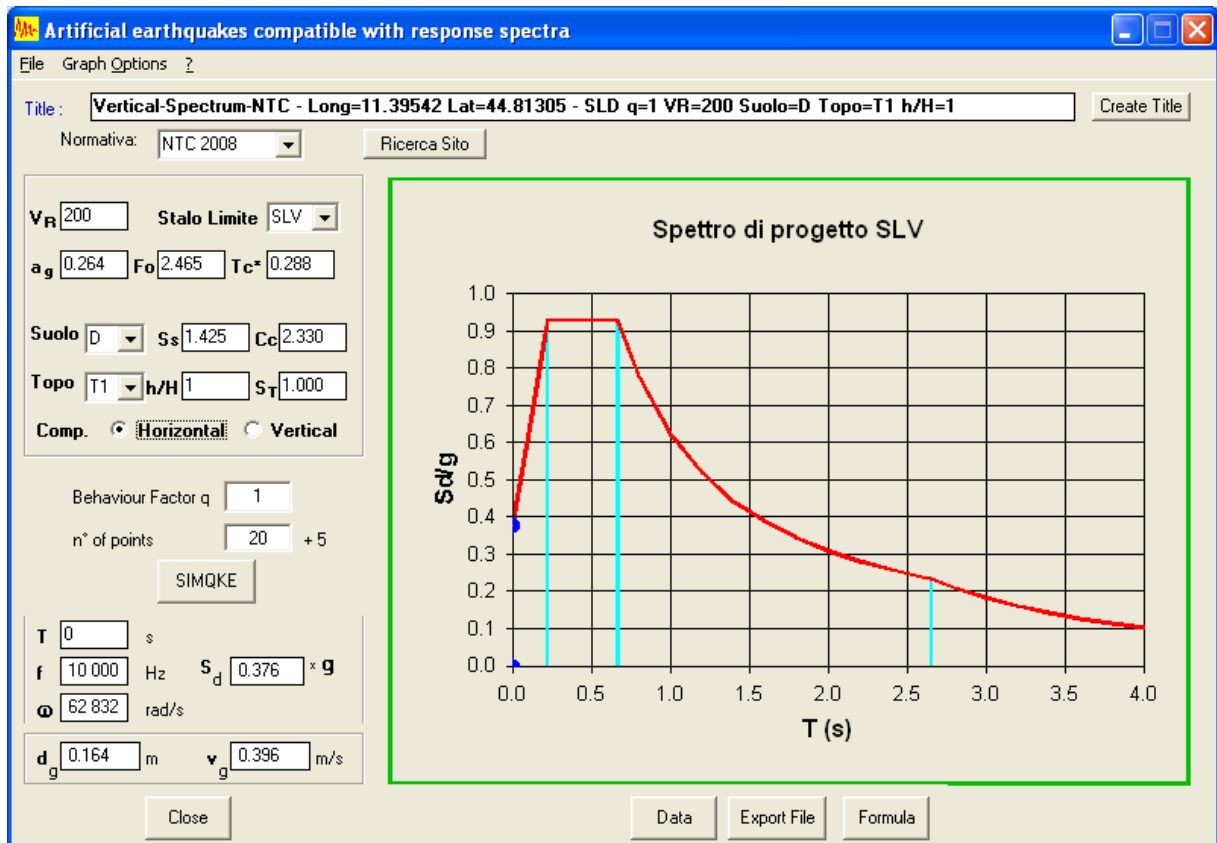 Artificial earthquakes compatible with response spectra
File Graph Options ?
Title : Vertical-Spectrum-NTC - Long=11.39542 Lat=44.81305 - SLD q=1 VR=200 Suolo=D Topo=T1 h/H=1 Create Title
Normativa: NTC 2008 Ricerca Sito
VR 200 Stalo Limite SLV
ag 0.264 Fo 2.465 Tc* 0.288
Suolo D Ss 1.425 Cc 2.330
Topo T1 h/H 1 ST 1.000
Comp. Horizontal Vertical
Behaviour Factor q 1
n° of points 20 + 5
SIMQKE
T 0 s
f 10 000 Hz Sd 0.376 × g
ω 62 832 rad/s
dg 0.164 m vg 0.396 m/s
Close
Spettro di progetto SLV
Sd/g
1.0
0.9
0.8
0.7
0.6
0.5
0.4
0.3
0.2
0.1
0.0
0.0 0.5 1.0 1.5 2.0 2.5 3.0 3.5 4.0
T (s)
Data Export File Formula